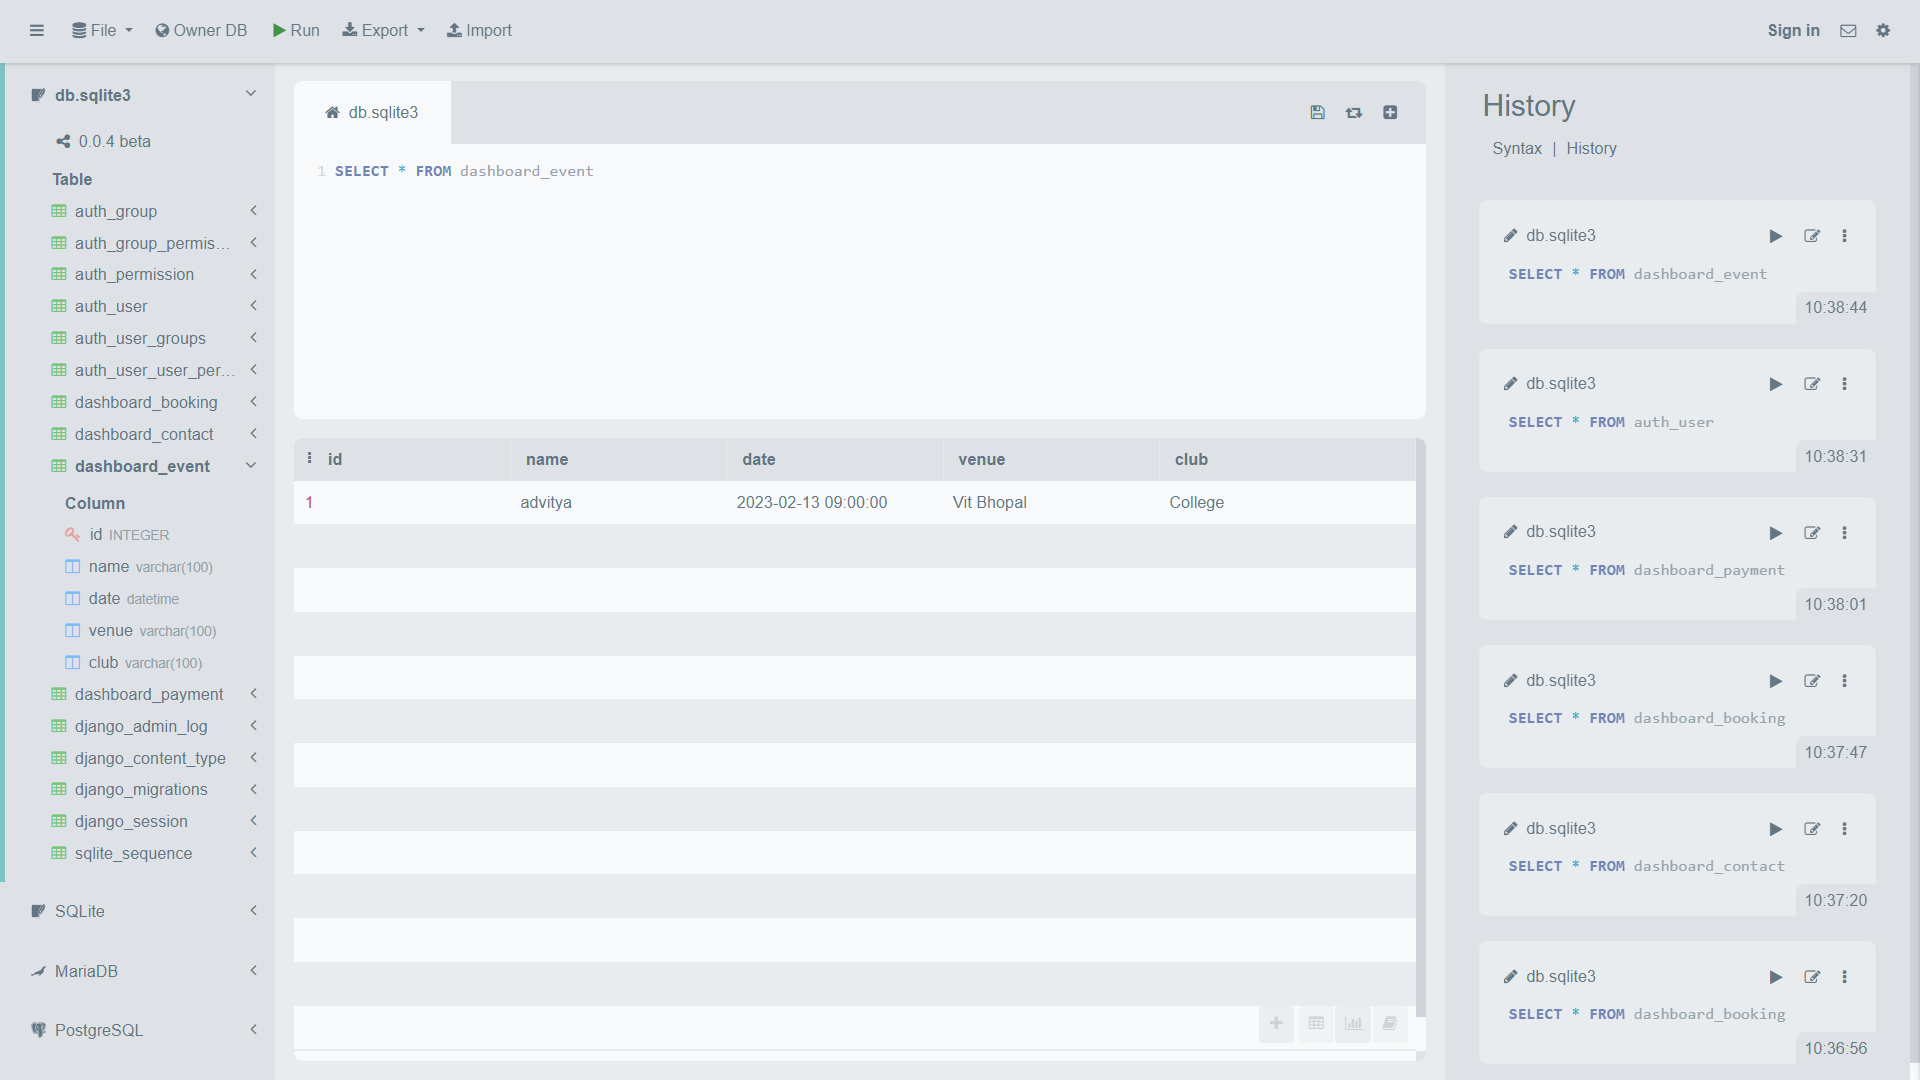 File
Owner DB
Run
Export
Import
Sign in
db.sqlite3
0.0.4 beta
Table
auth_group
auth_group_permis...
auth_permission
auth_user
auth_user_groups
auth_user_user_per...
dashboard_booking
dashboard_contact
dashboard_event
Column
id INTEGER
name varchar(100)
date datetime
venue varchar(100)
club varchar(100)
dashboard_payment
django_admin_log
django_content_type
django_migrations
django_session
sqlite_sequence
SQLite
MariaDB
PostgreSQL
db.sqlite3
1 SELECT * FROM dashboard_event
id name date venue club
1 advitya 2023-02-13 09:00:00 Vit Bhopal College
History
Syntax | History
db.sqlite3
SELECT * FROM dashboard_event
10:38:44
db.sqlite3
SELECT * FROM auth_user
10:38:31
db.sqlite3
SELECT * FROM dashboard_payment
10:38:01
db.sqlite3
SELECT * FROM dashboard_booking
10:37:47
db.sqlite3
SELECT * FROM dashboard_contact
10:37:20
db.sqlite3
SELECT * FROM dashboard_booking
10:36:56